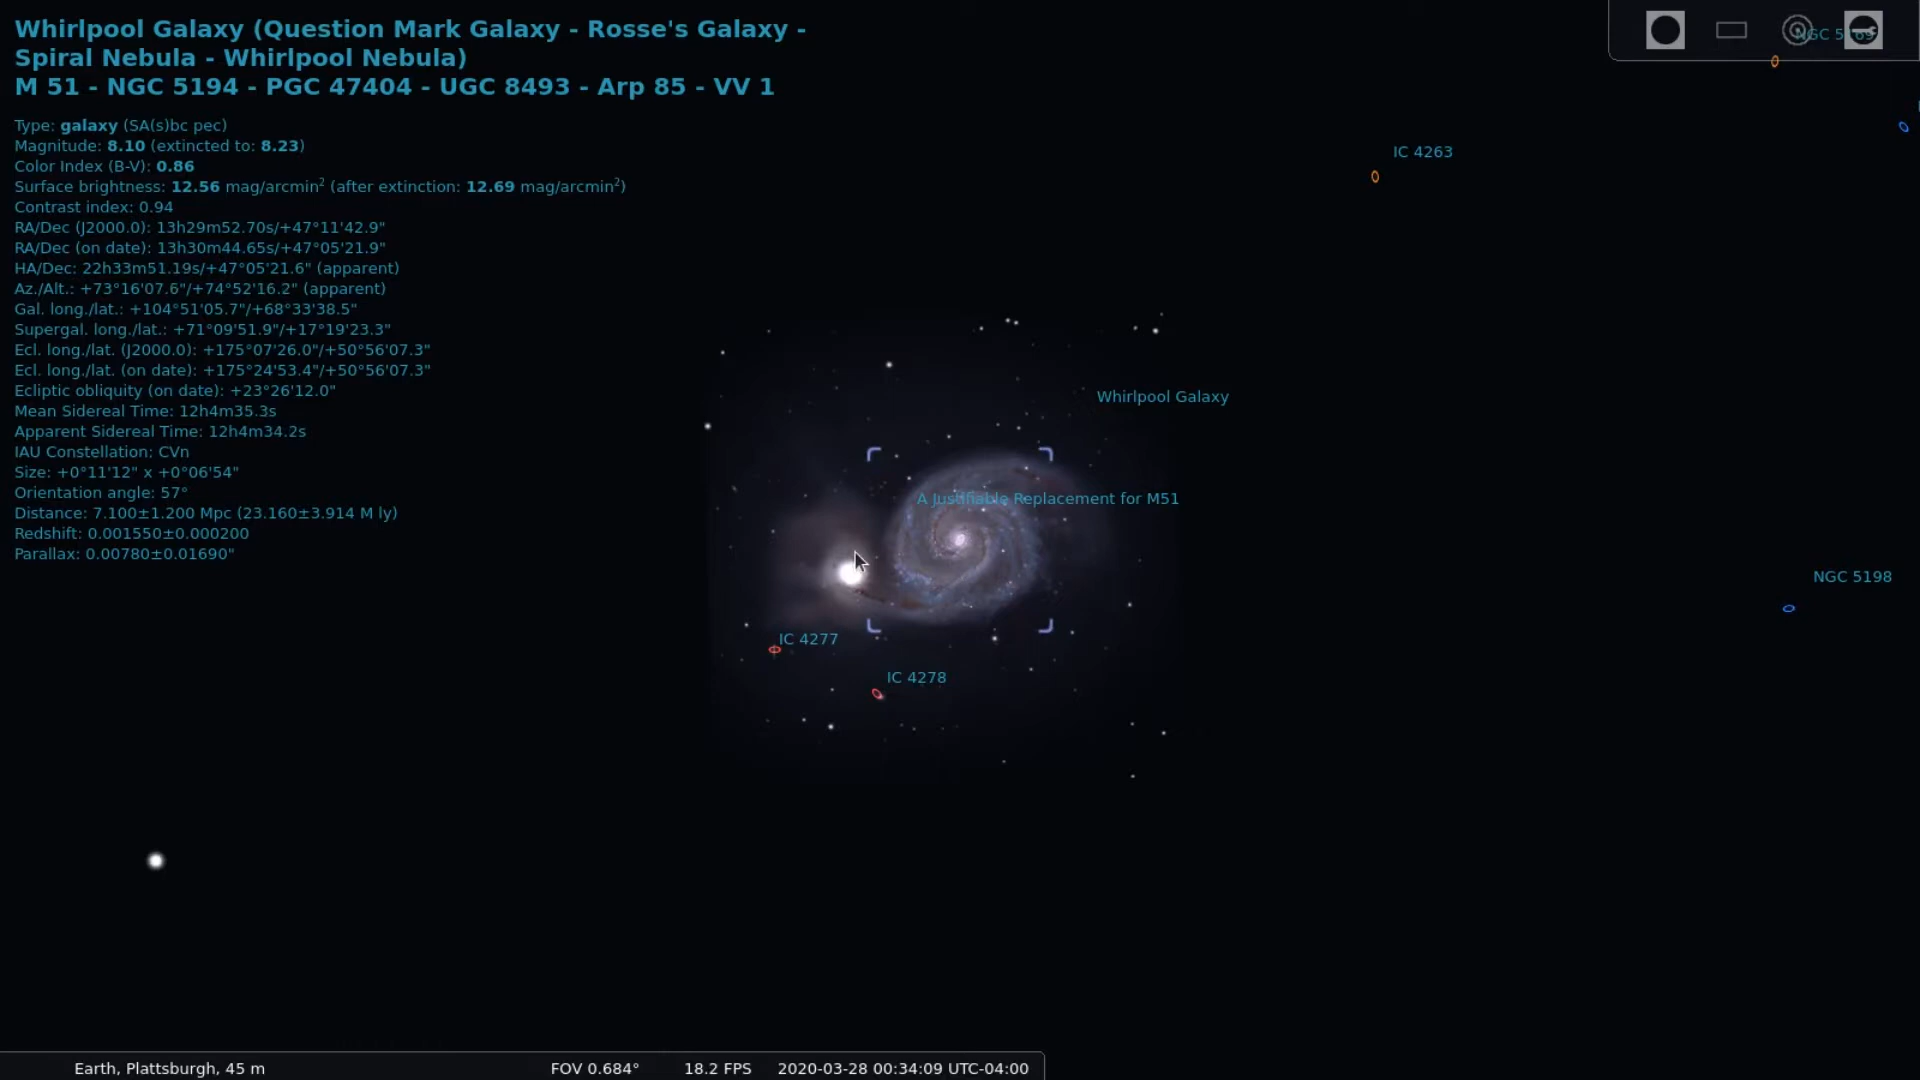 Whirlpool Galaxy (Question Mark Galaxy - Rosse's Galaxy -
Spiral Nebula - Whirlpool Nebula)
M 51 - NGC 5194 - PGC 47404 - UGC 8493 - Arp 85 - VV 1
Type: galaxy (SA(s)bc pec)
Magnitude: 8.10 (extincted to: 8.23)
Color Index (B-V): 0.86
Surface brightness: 12.56 mag/arcmin² (after extinction: 12.69 mag/arcmin²)
Contrast index: 0.94
RA/Dec (J2000.0): 13h29m52.70s/+47°11'42.9"
RA/Dec (on date): 13h30m44.65s/+47°05'21.9"
HA/Dec: 22h33m51.19s/+47°05'21.6" (apparent)
Az./Alt.: +73°16'07.6"/+74°52'16.2" (apparent)
Gal. long./lat.: +104°51'05.7"/+68°33'38.5"
Supergal. long./lat.: +71°09'51.9"/+17°19'23.3"
Ecl. long./lat. (J2000.0): +175°07'26.0"/+50°56'07.3"
Ecl. long./lat. (on date): +175°24'53.4"/+50°56'07.3"
Ecliptic obliquity (on date): +23°26'12.0"
Mean Sidereal Time: 12h4m35.3s
Apparent Sidereal Time: 12h4m34.2s
IAU Constellation: CVn
Size: +0°11'12" x +0°06'54"
Orientation angle: 57°
Distance: 7.100±1.200 Mpc (23.160±3.914 M ly)
Redshift: 0.001550±0.000200
Parallax: 0.00780±0.01690"
NGC
IC 4263
Whirlpool Galaxy
A Justifiable Replacement for M51
NGC 5198
IC 4277
IC 4278
Earth, Plattsburgh, 45 m
FOV 0.684°
18.2 FPS
2020-03-28 00:34:09 UTC-04:00